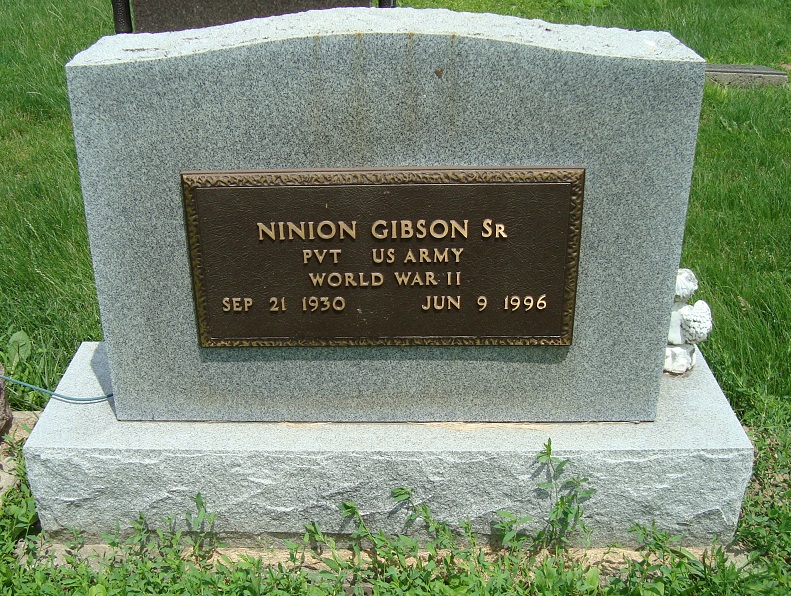 NINION GIBSON SR
PVT US ARMY
WORLD WAR II
SEP 21 1930 JUN 9 1996